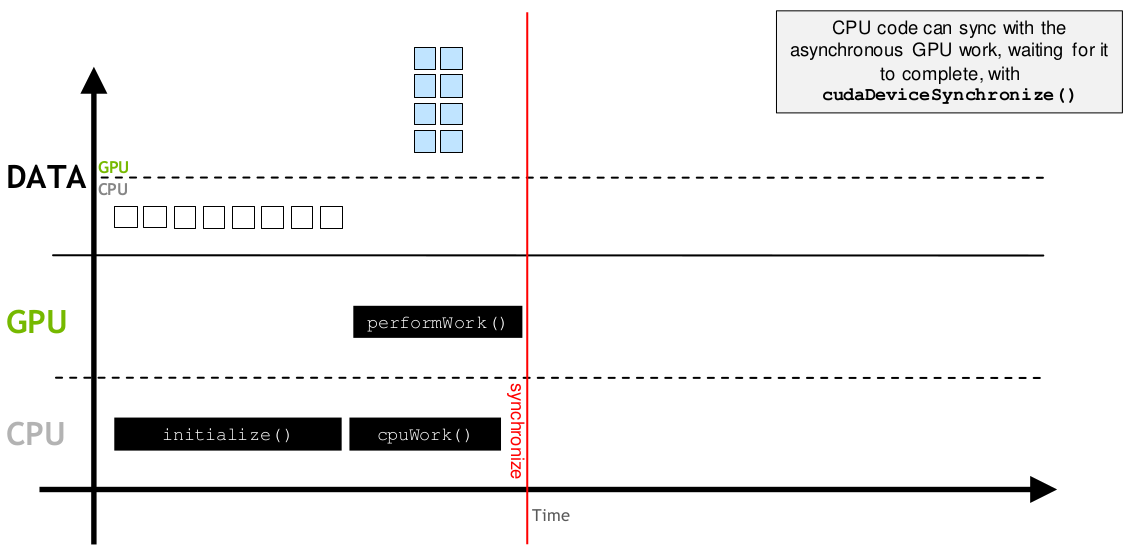 CPU code can sync with the
asynchronous GPU work, waiting for it
to complete, with
cudaDeviceSynchronize()
DATA
GPU
CPU
GPU
performWork()
synchronize
CPU
initialize()
cpuWork()
Time